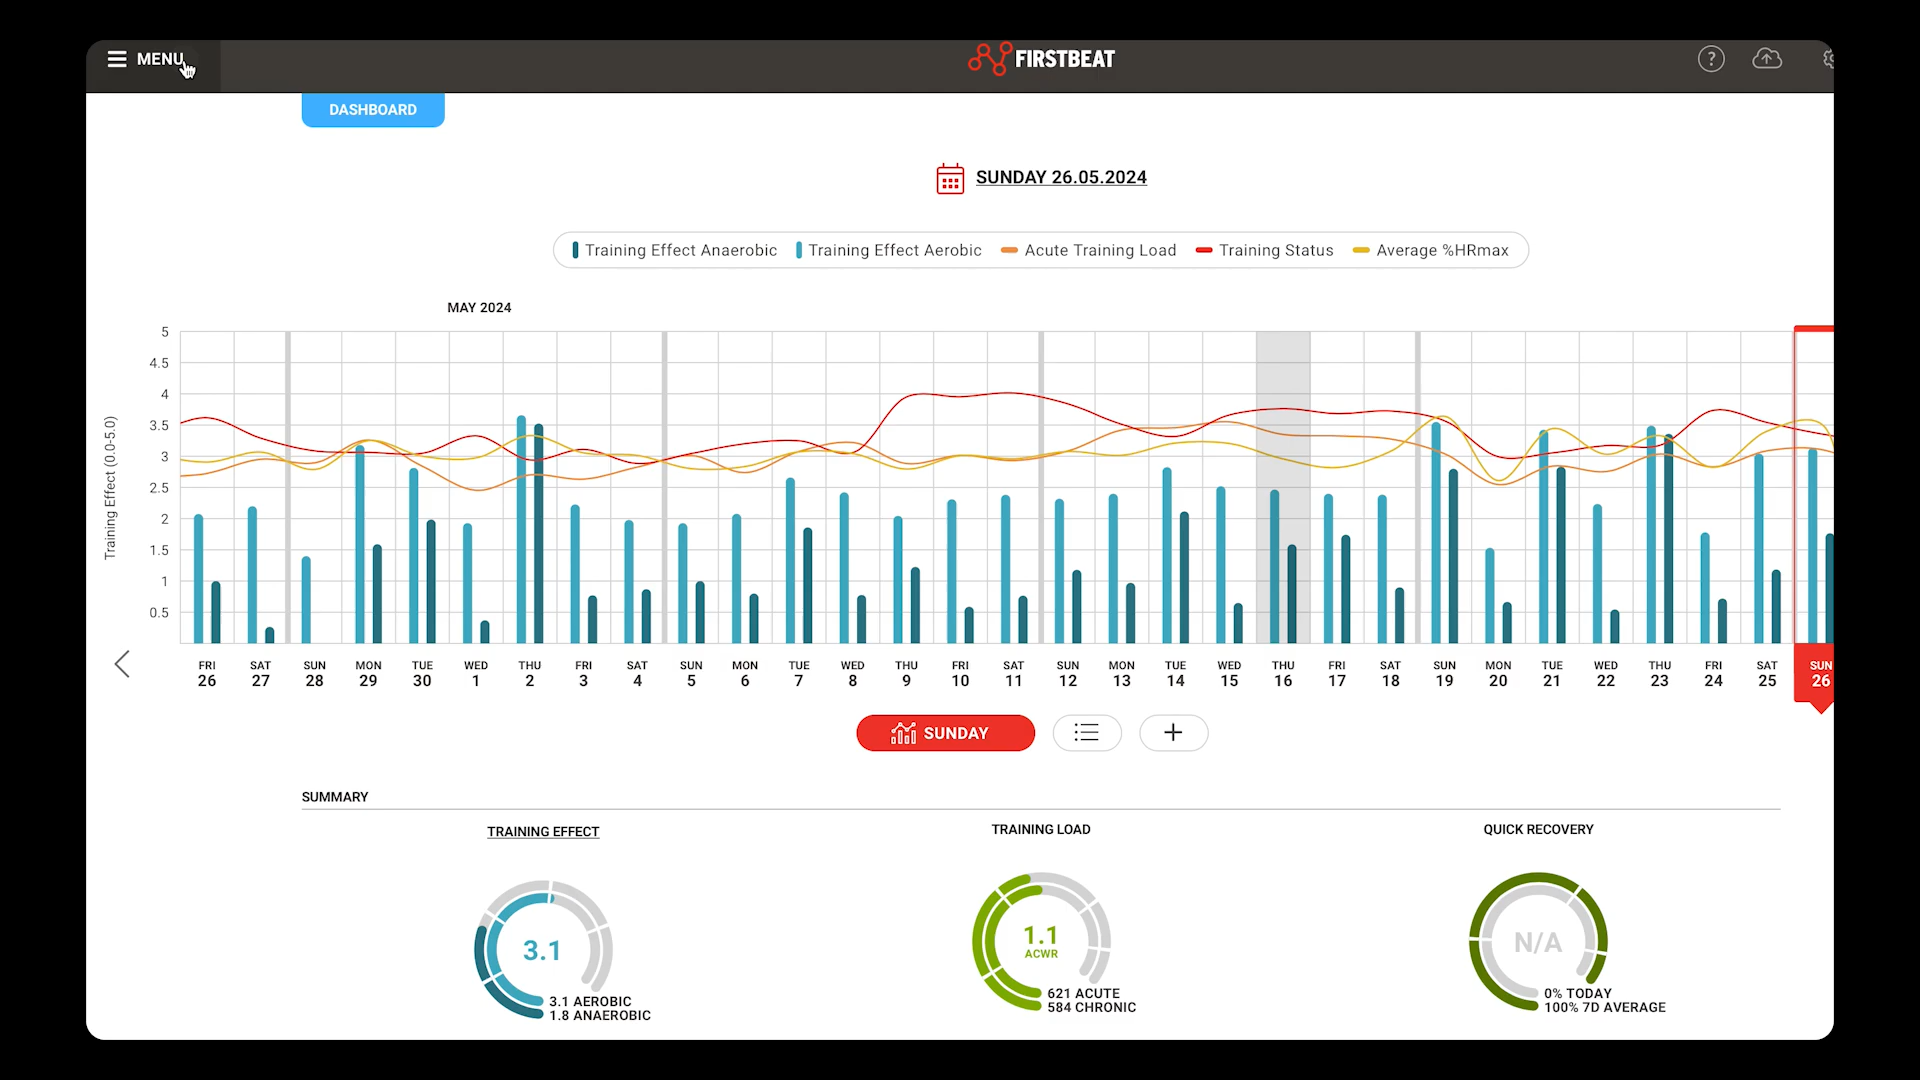 MENU
FIRSTBEAT
?
DASHBOARD
SUNDAY 26.05.2024
Training Effect Anaerobic Training Effect Aerobic Acute Training Load Training Status Average %HRmax
MAY 2024
Training Effect (0.0-5.0)
5
4.5
4
3.5
3
2.5
2
1.5
1
0.5
FRI SAT SUN MON TUE WED THU FRI SAT SUN MON TUE WED THU FRI SAT SUN MON TUE WED THU FRI SAT SUN MON TUE WED THU FRI SAT SUN
26 27 28 29 30 1 2 3 4 5 6 7 8 9 10 11 12 13 14 15 16 17 18 19 20 21 22 23 24 25 26
SUNDAY
SUMMARY
TRAINING EFFECT
3.1
3.1 AEROBIC
1.8 ANAEROBIC
TRAINING LOAD
1.1
ACWR
621 ACUTE
584 CHRONIC
QUICK RECOVERY
N/A
0% TODAY
100% 7D AVERAGE